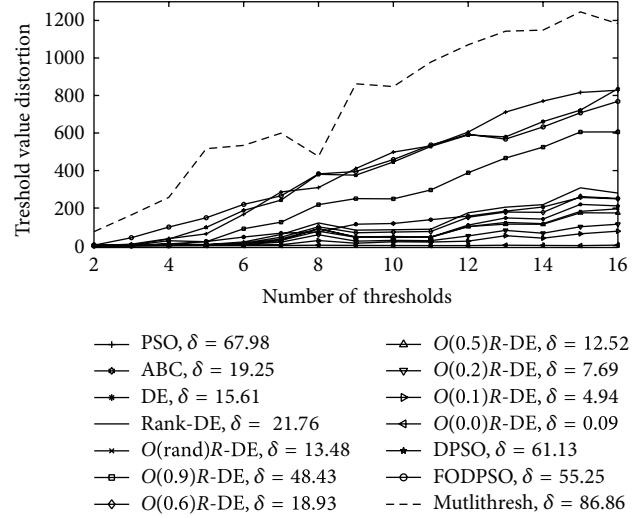 1200
1000
800
600
400
200
0
Treshold value distortion
2 4 6 8 10 12 14 16
Number of thresholds
PSO, δ = 67.98
ABC, δ = 19.25
DE, δ = 15.61
Rank-DE, δ = 21.76
O(rand)R-DE, δ = 13.48
O(0.9)R-DE, δ = 48.43
O(0.6)R-DE, δ = 18.93
O(0.5)R-DE, δ = 12.52
O(0.2)R-DE, δ = 7.69
O(0.1)R-DE, δ = 4.94
O(0.0)R-DE, δ = 0.09
DPSO, δ = 61.13
FODPSO, δ = 55.25
Mutlithresh, δ = 86.86